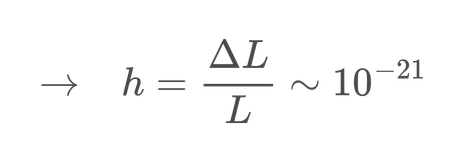 → h = ΔL/L ∼ 10⁻²¹